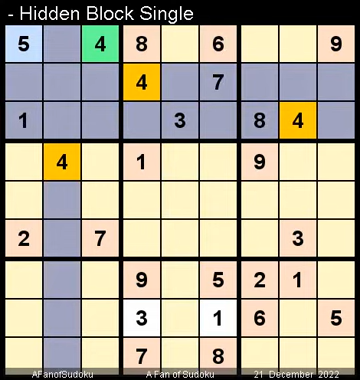 - Hidden Block Single
5 4 8 6 9
4 7
1 3 8 4
4 1 9
2 7 3
9 5 2 1
3 1 6 5
7 8
AFanofSudoku A Fan of Sudoku 21 December 2022